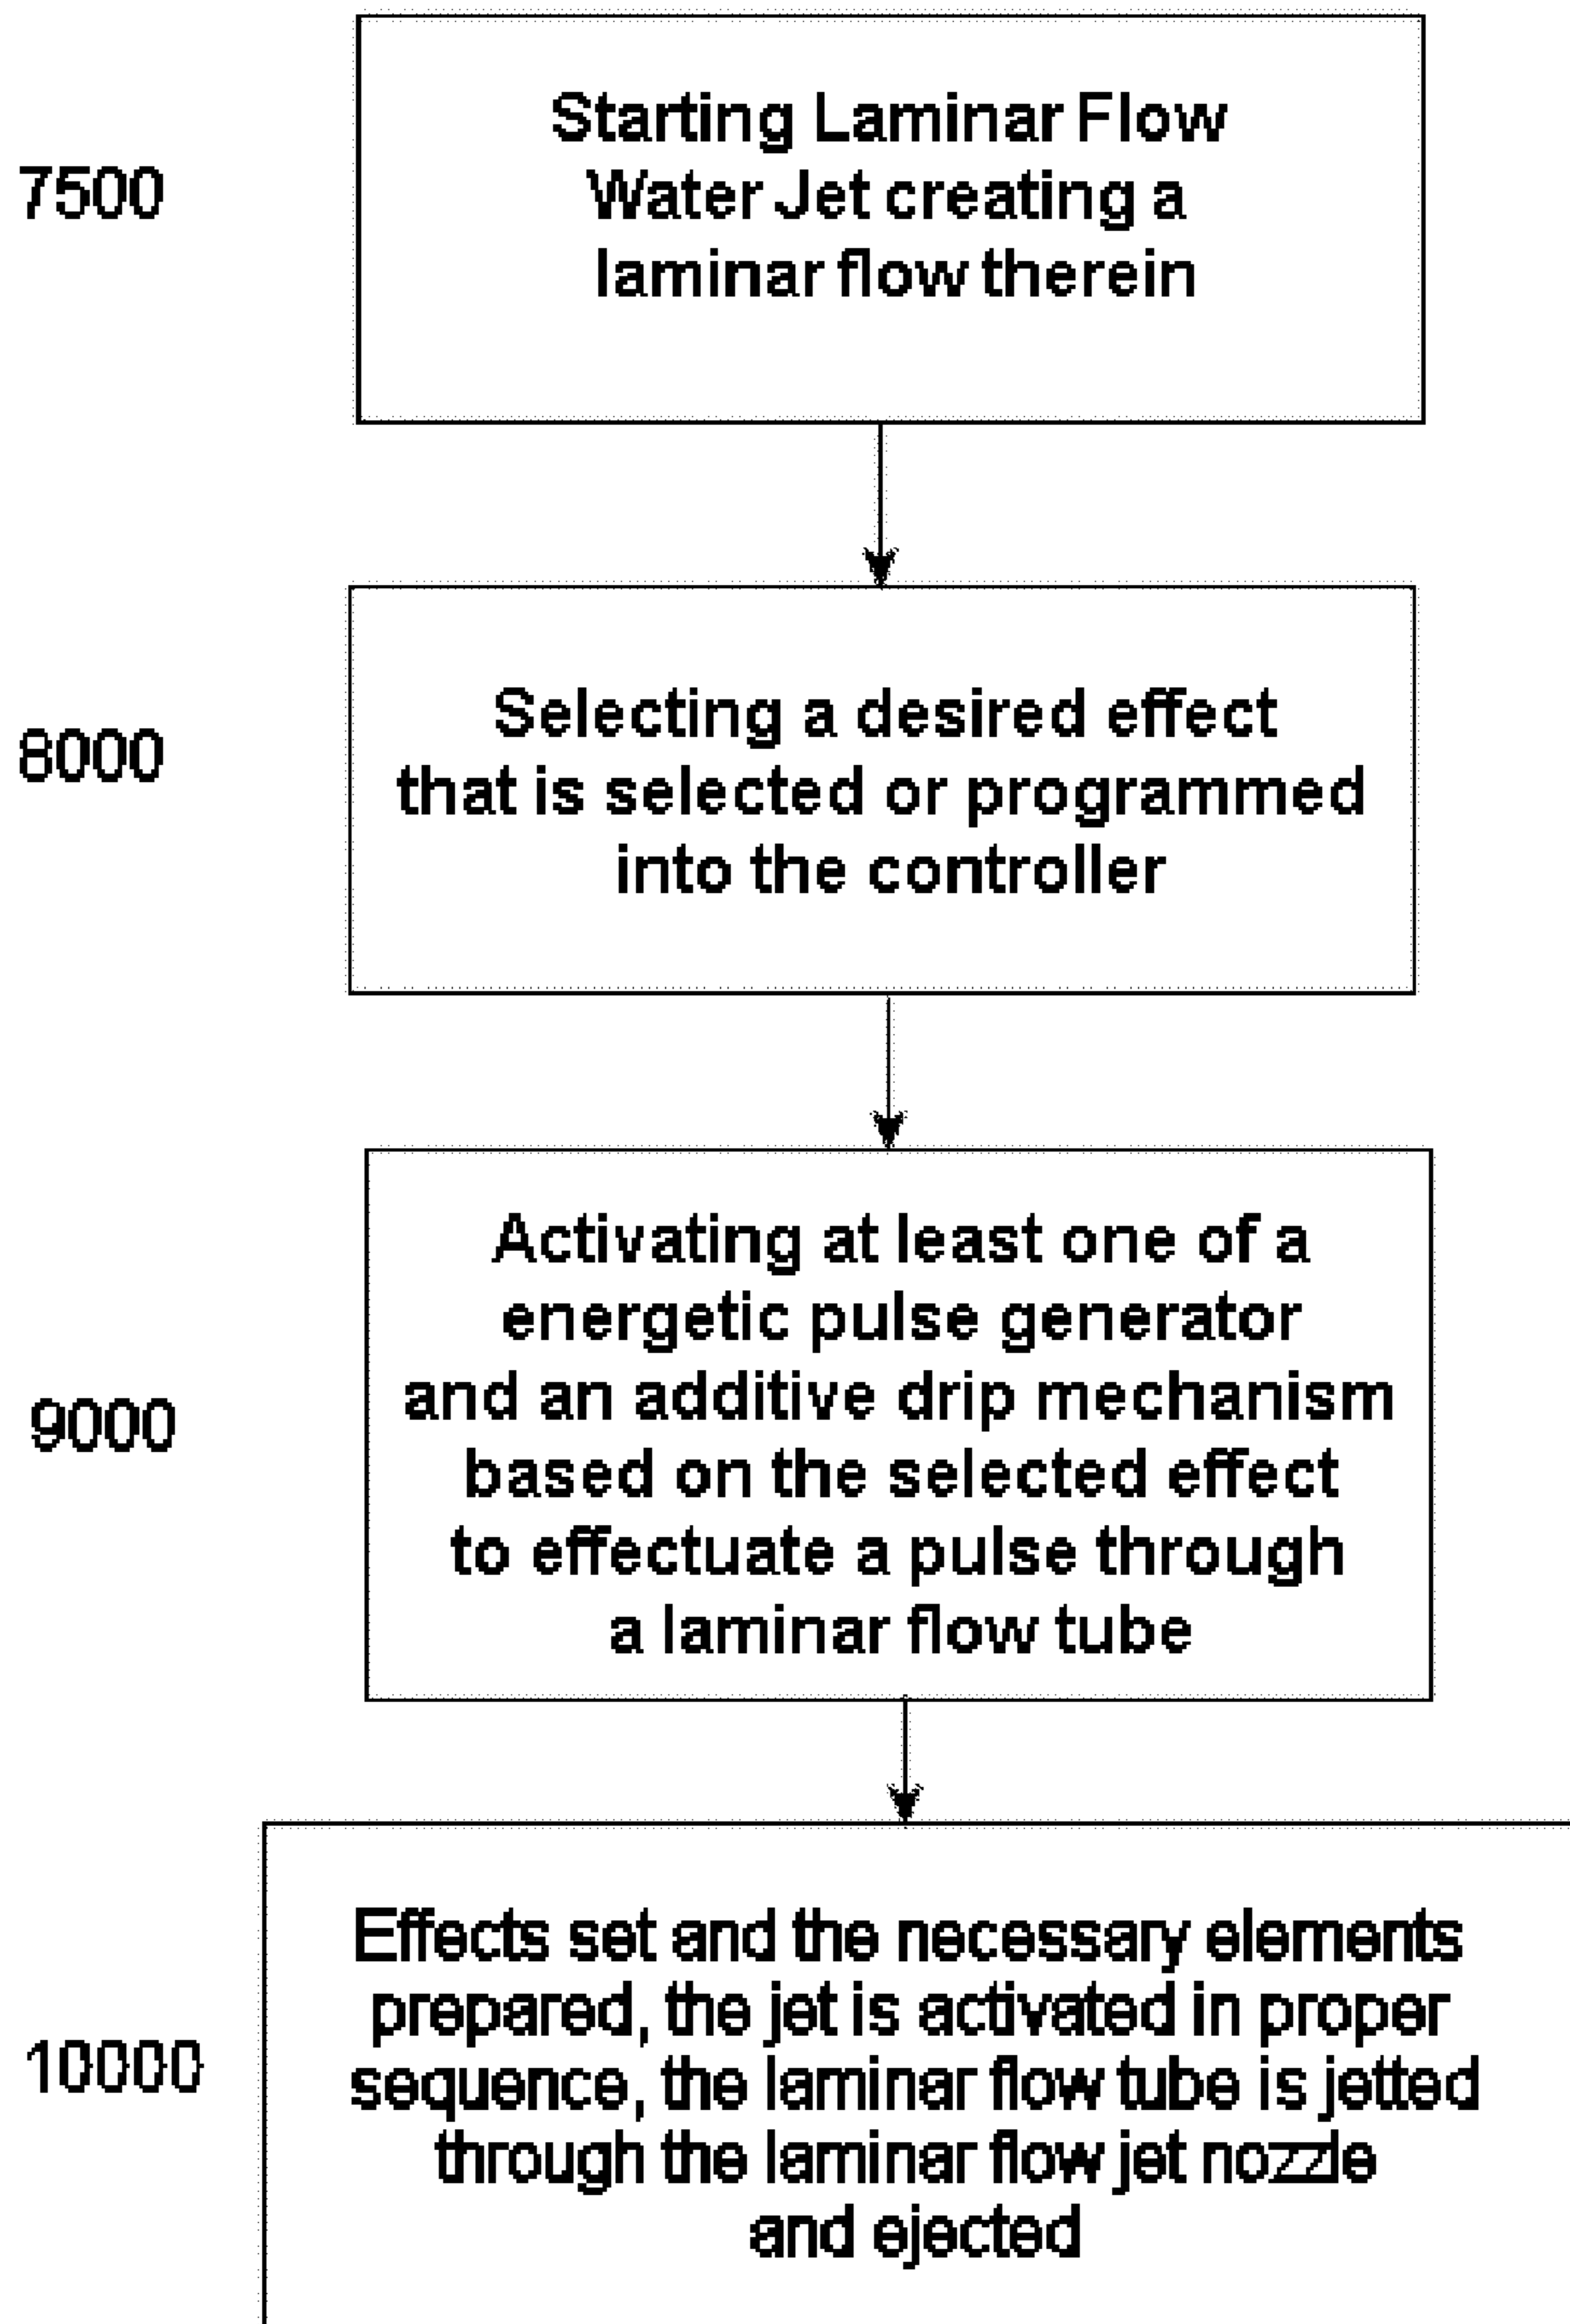 7500
Starting Laminar Flow
Water Jet creating a
laminar flow therein
8000
Selecting a desired effect
that is selected or programmed
into the controller
9000
Activating at least one of a
energetic pulse generator
and an additive drip mechanism
based on the selected effect
to effectuate a pulse through
a laminar flow tube
10000
Effects set and the necessary elements
prepared, the jet is activated in proper
sequence, the laminar flow tube is jetted
through the laminar flow jet nozzle
and ejected